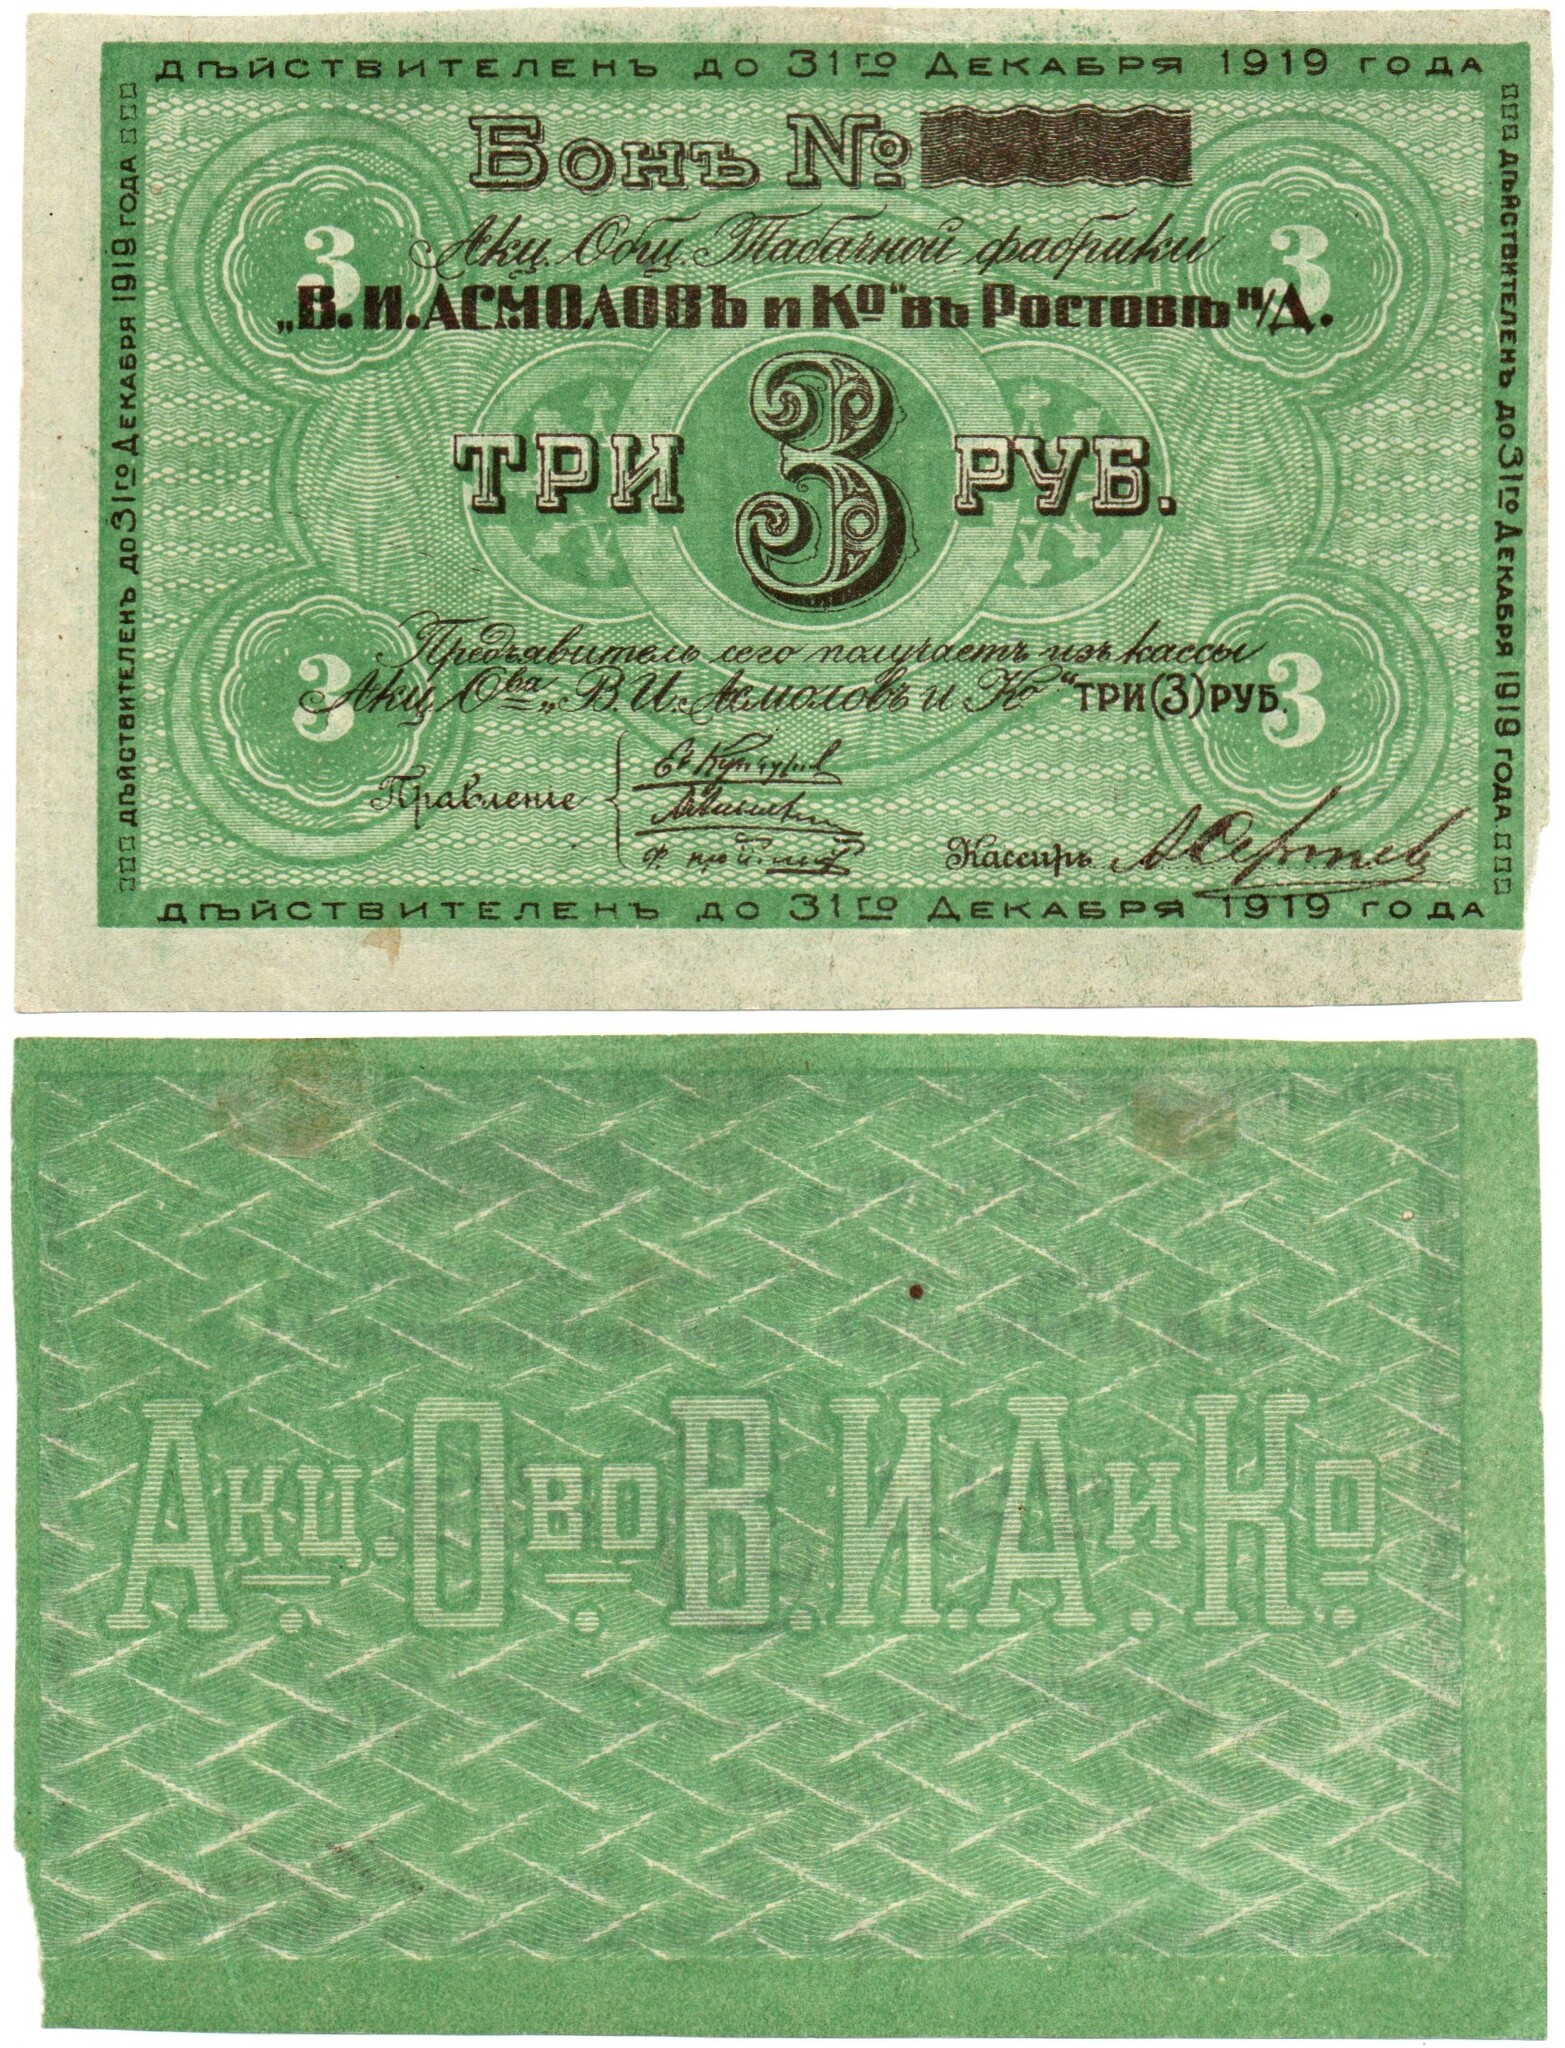 ДѢЙСТВИТЕЛЕНЪ ДО 31ГО ДЕКАБРЯ 1919 ГОДА
ДѢЙСТВИТЕЛЕНЪ ДО 31ГО ДЕКАБРЯ 1919 ГОДА
Бонъ №
Акц. Общ. Табачной фабрики
„В. И. АСМОЛОВЪ и Ко" въ Ростовѣ н/Д.
3
3
ТРИ 3 РУБ.
Предъявитель сего получаетъ изъ кассы
Акц. Ова „В. И. Асмоловъ и Ко" ТРИ (3) РУБ.
3
3
Правленіе
Кассиръ
ДѢЙСТВИТЕЛЕНЪ ДО 31ГО ДЕКАБРЯ 1919 ГОДА
ДѢЙСТВИТЕЛЕНЪ ДО 31ГО ДЕКАБРЯ 1919 ГОДА
Акц. Ово В. И. А. и Ко.